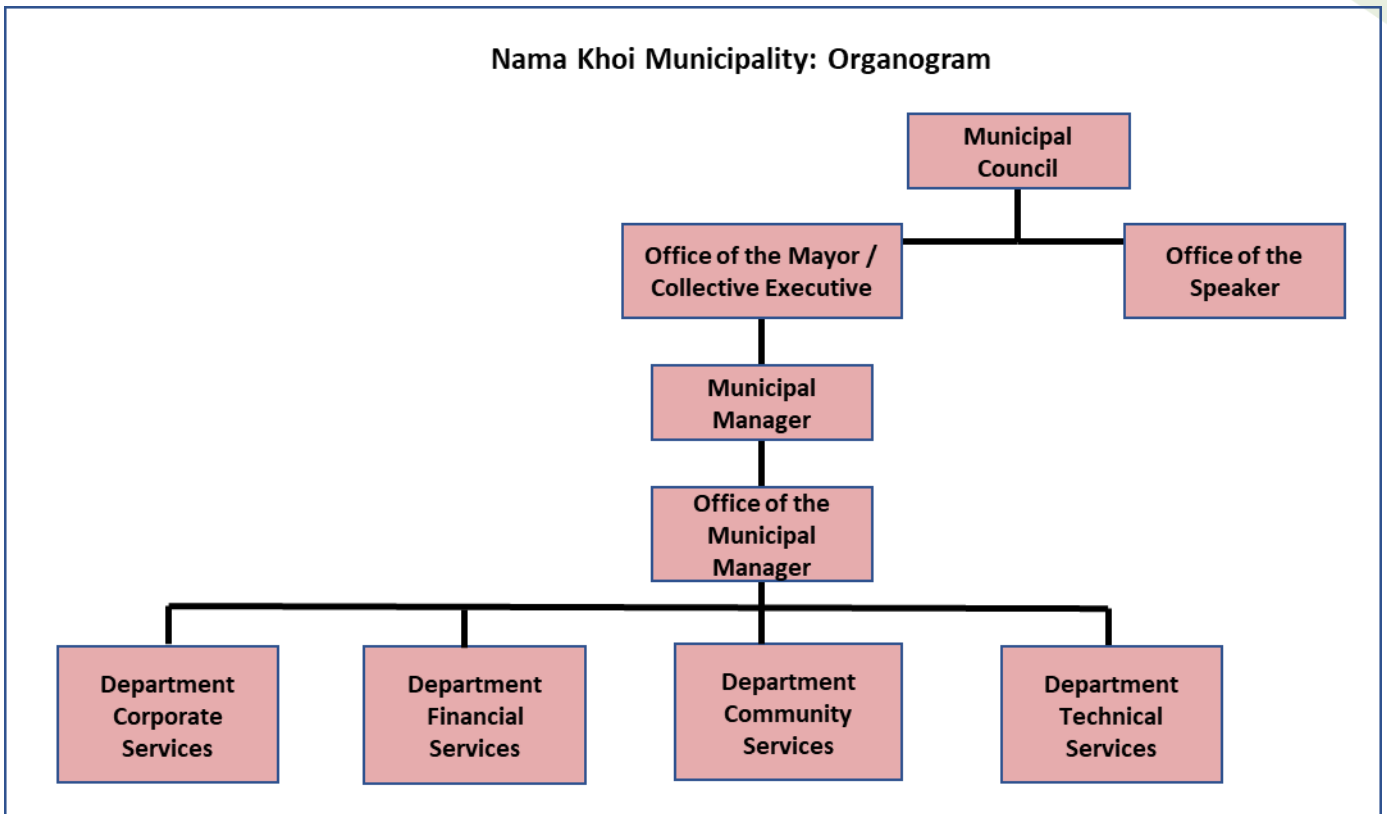 Nama Khoi Municipality: Organogram
Municipal
Council
Office of the Mayor /
Collective Executive
Office of the
Speaker
Municipal
Manager
Office of the
Municipal
Manager
Department
Corporate
Services
Department
Financial
Services
Department
Community
Services
Department
Technical
Services